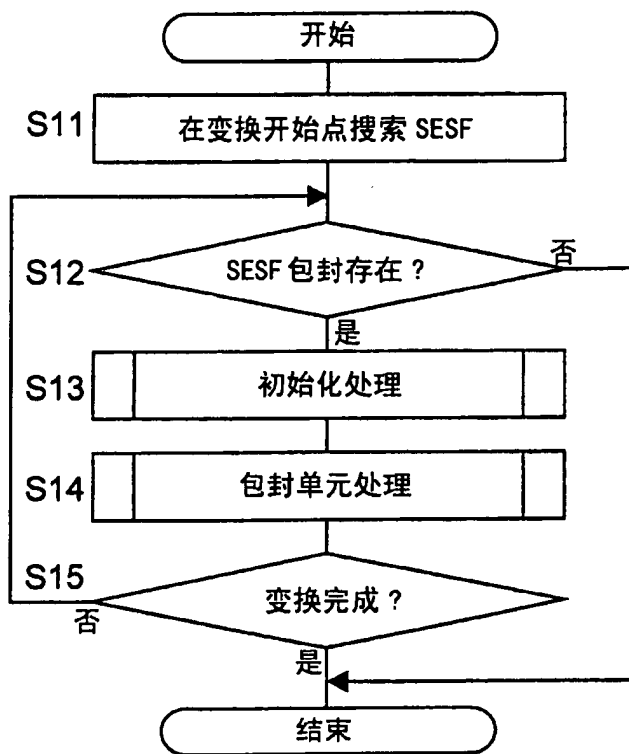 开始
S11
在变换开始点搜索 SESF
S12
SESF 包封存在？
否
是
S13
初始化处理
S14
包封单元处理
S15
变换完成？
否
是
结束